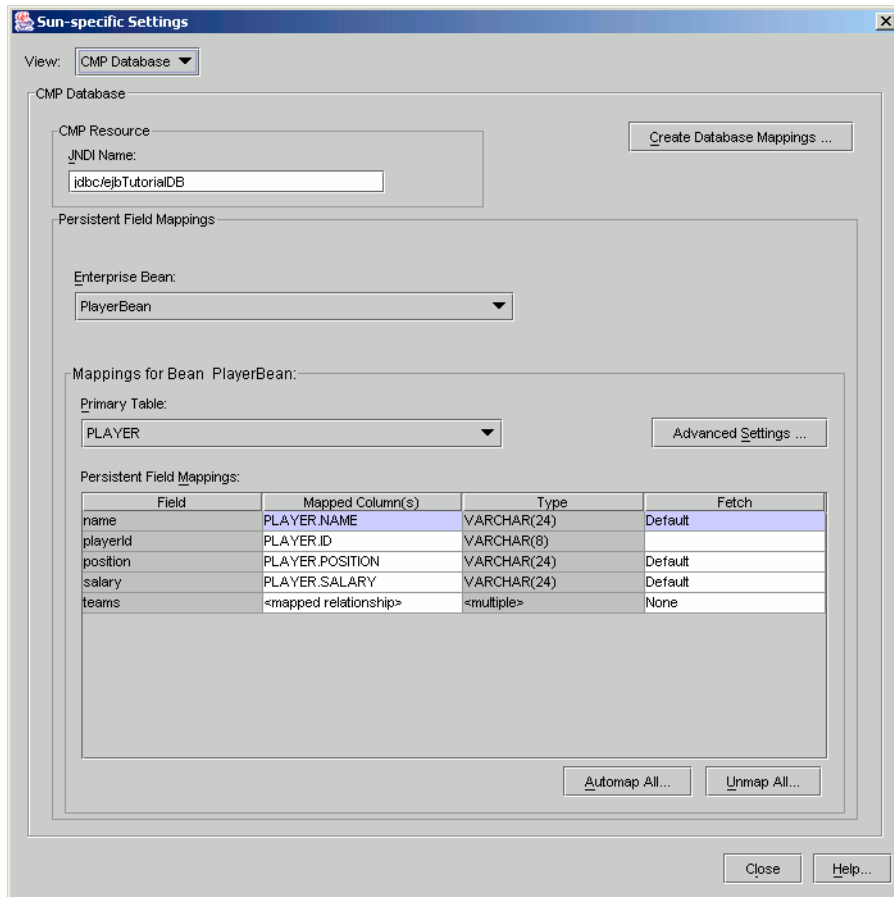 Sun-specific Settings
View: CMP Database
CMP Database
CMP Resource
Create Database Mappings ...
JNDI Name:
jdbc/ejbTutorialDB
Persistent Field Mappings
Enterprise Bean:
PlayerBean
Mappings for Bean PlayerBean:
Primary Table:
PLAYER Advanced Settings ...
Persistent Field Mappings:
Field Mapped Column(s) Type Fetch
name PLAYER.NAME VARCHAR(24) Default
playerId PLAYER.ID VARCHAR(8)
position PLAYER.POSITION VARCHAR(24) Default
salary PLAYER.SALARY VARCHAR(24) Default
teams <mapped relationship> <multiple> None
Automap All... Unmap All...
Close Help...